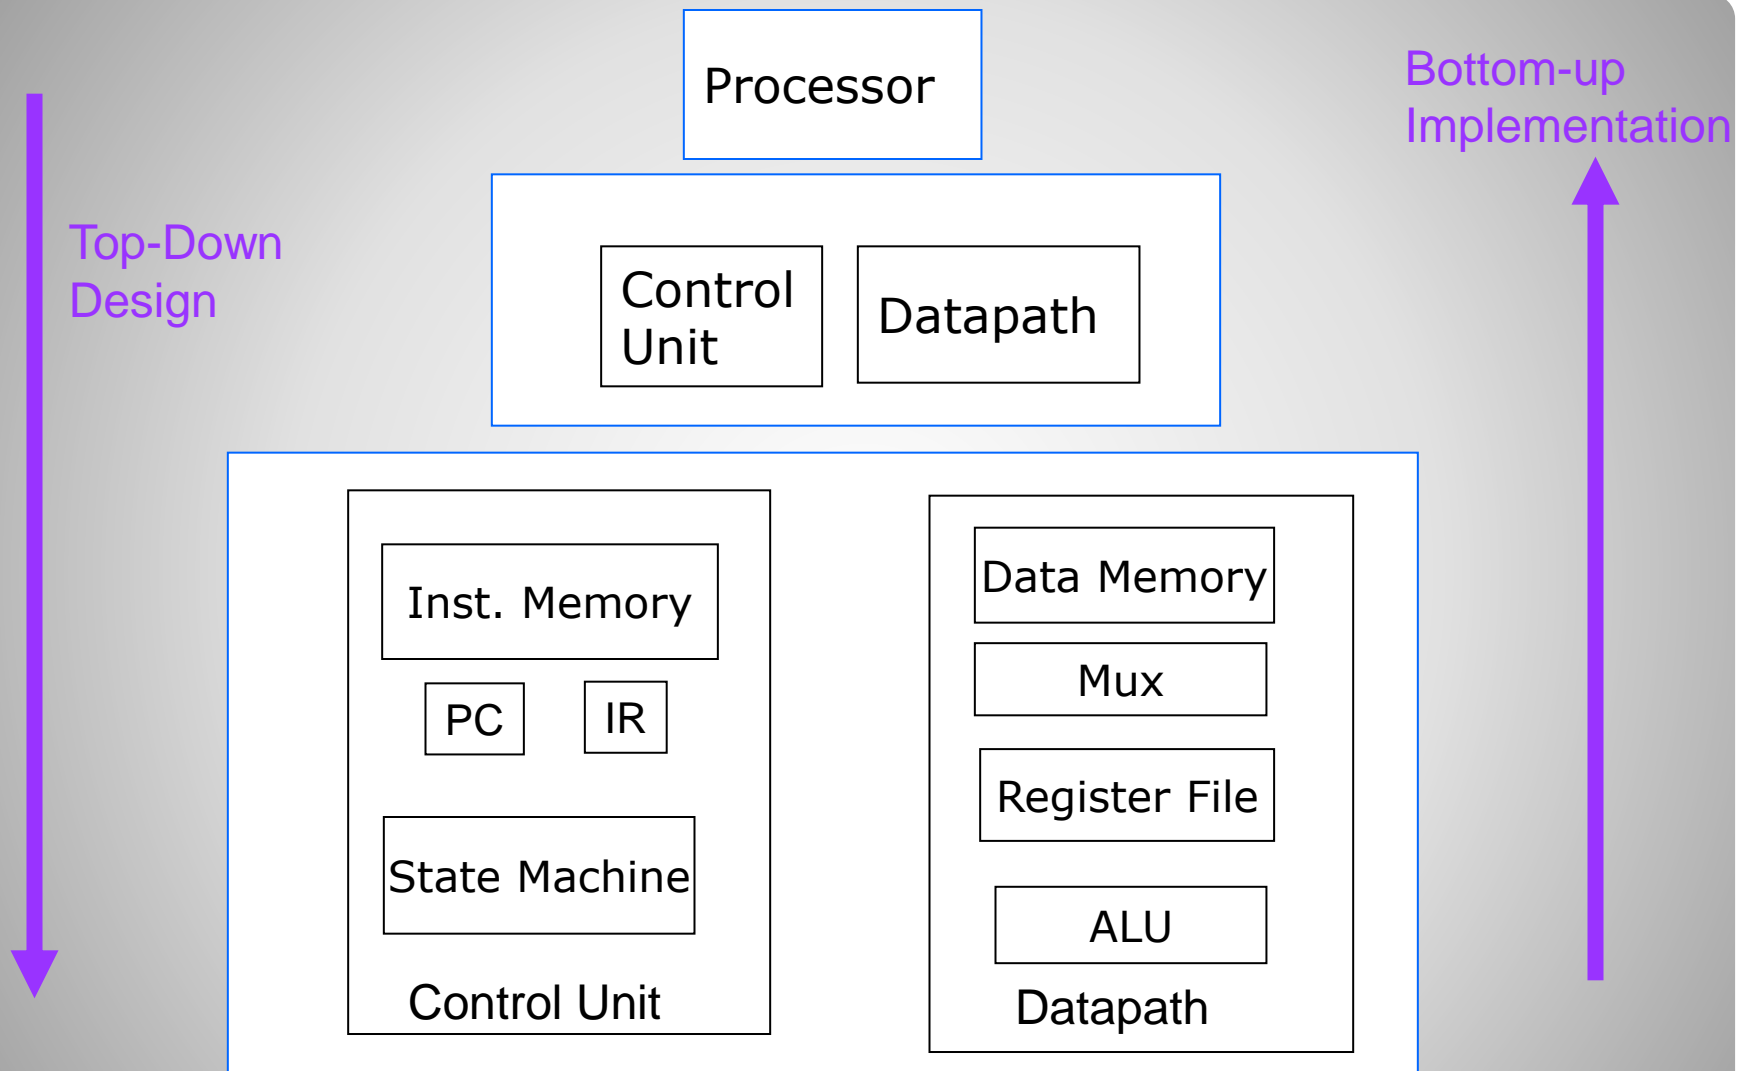 Processor
Bottom-up
Implementation
Top-Down
Design
Control
Unit
Datapath
Inst. Memory
PC
IR
State Machine
Control Unit
Data Memory
Mux
Register File
ALU
Datapath